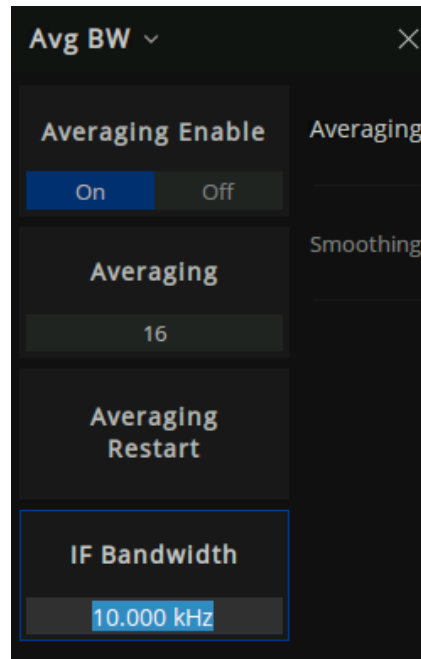 Avg BW
Averaging Enable
On Off
Averaging
16
Averaging
Restart
IF Bandwidth
10.000 kHz
Averaging
Smoothing